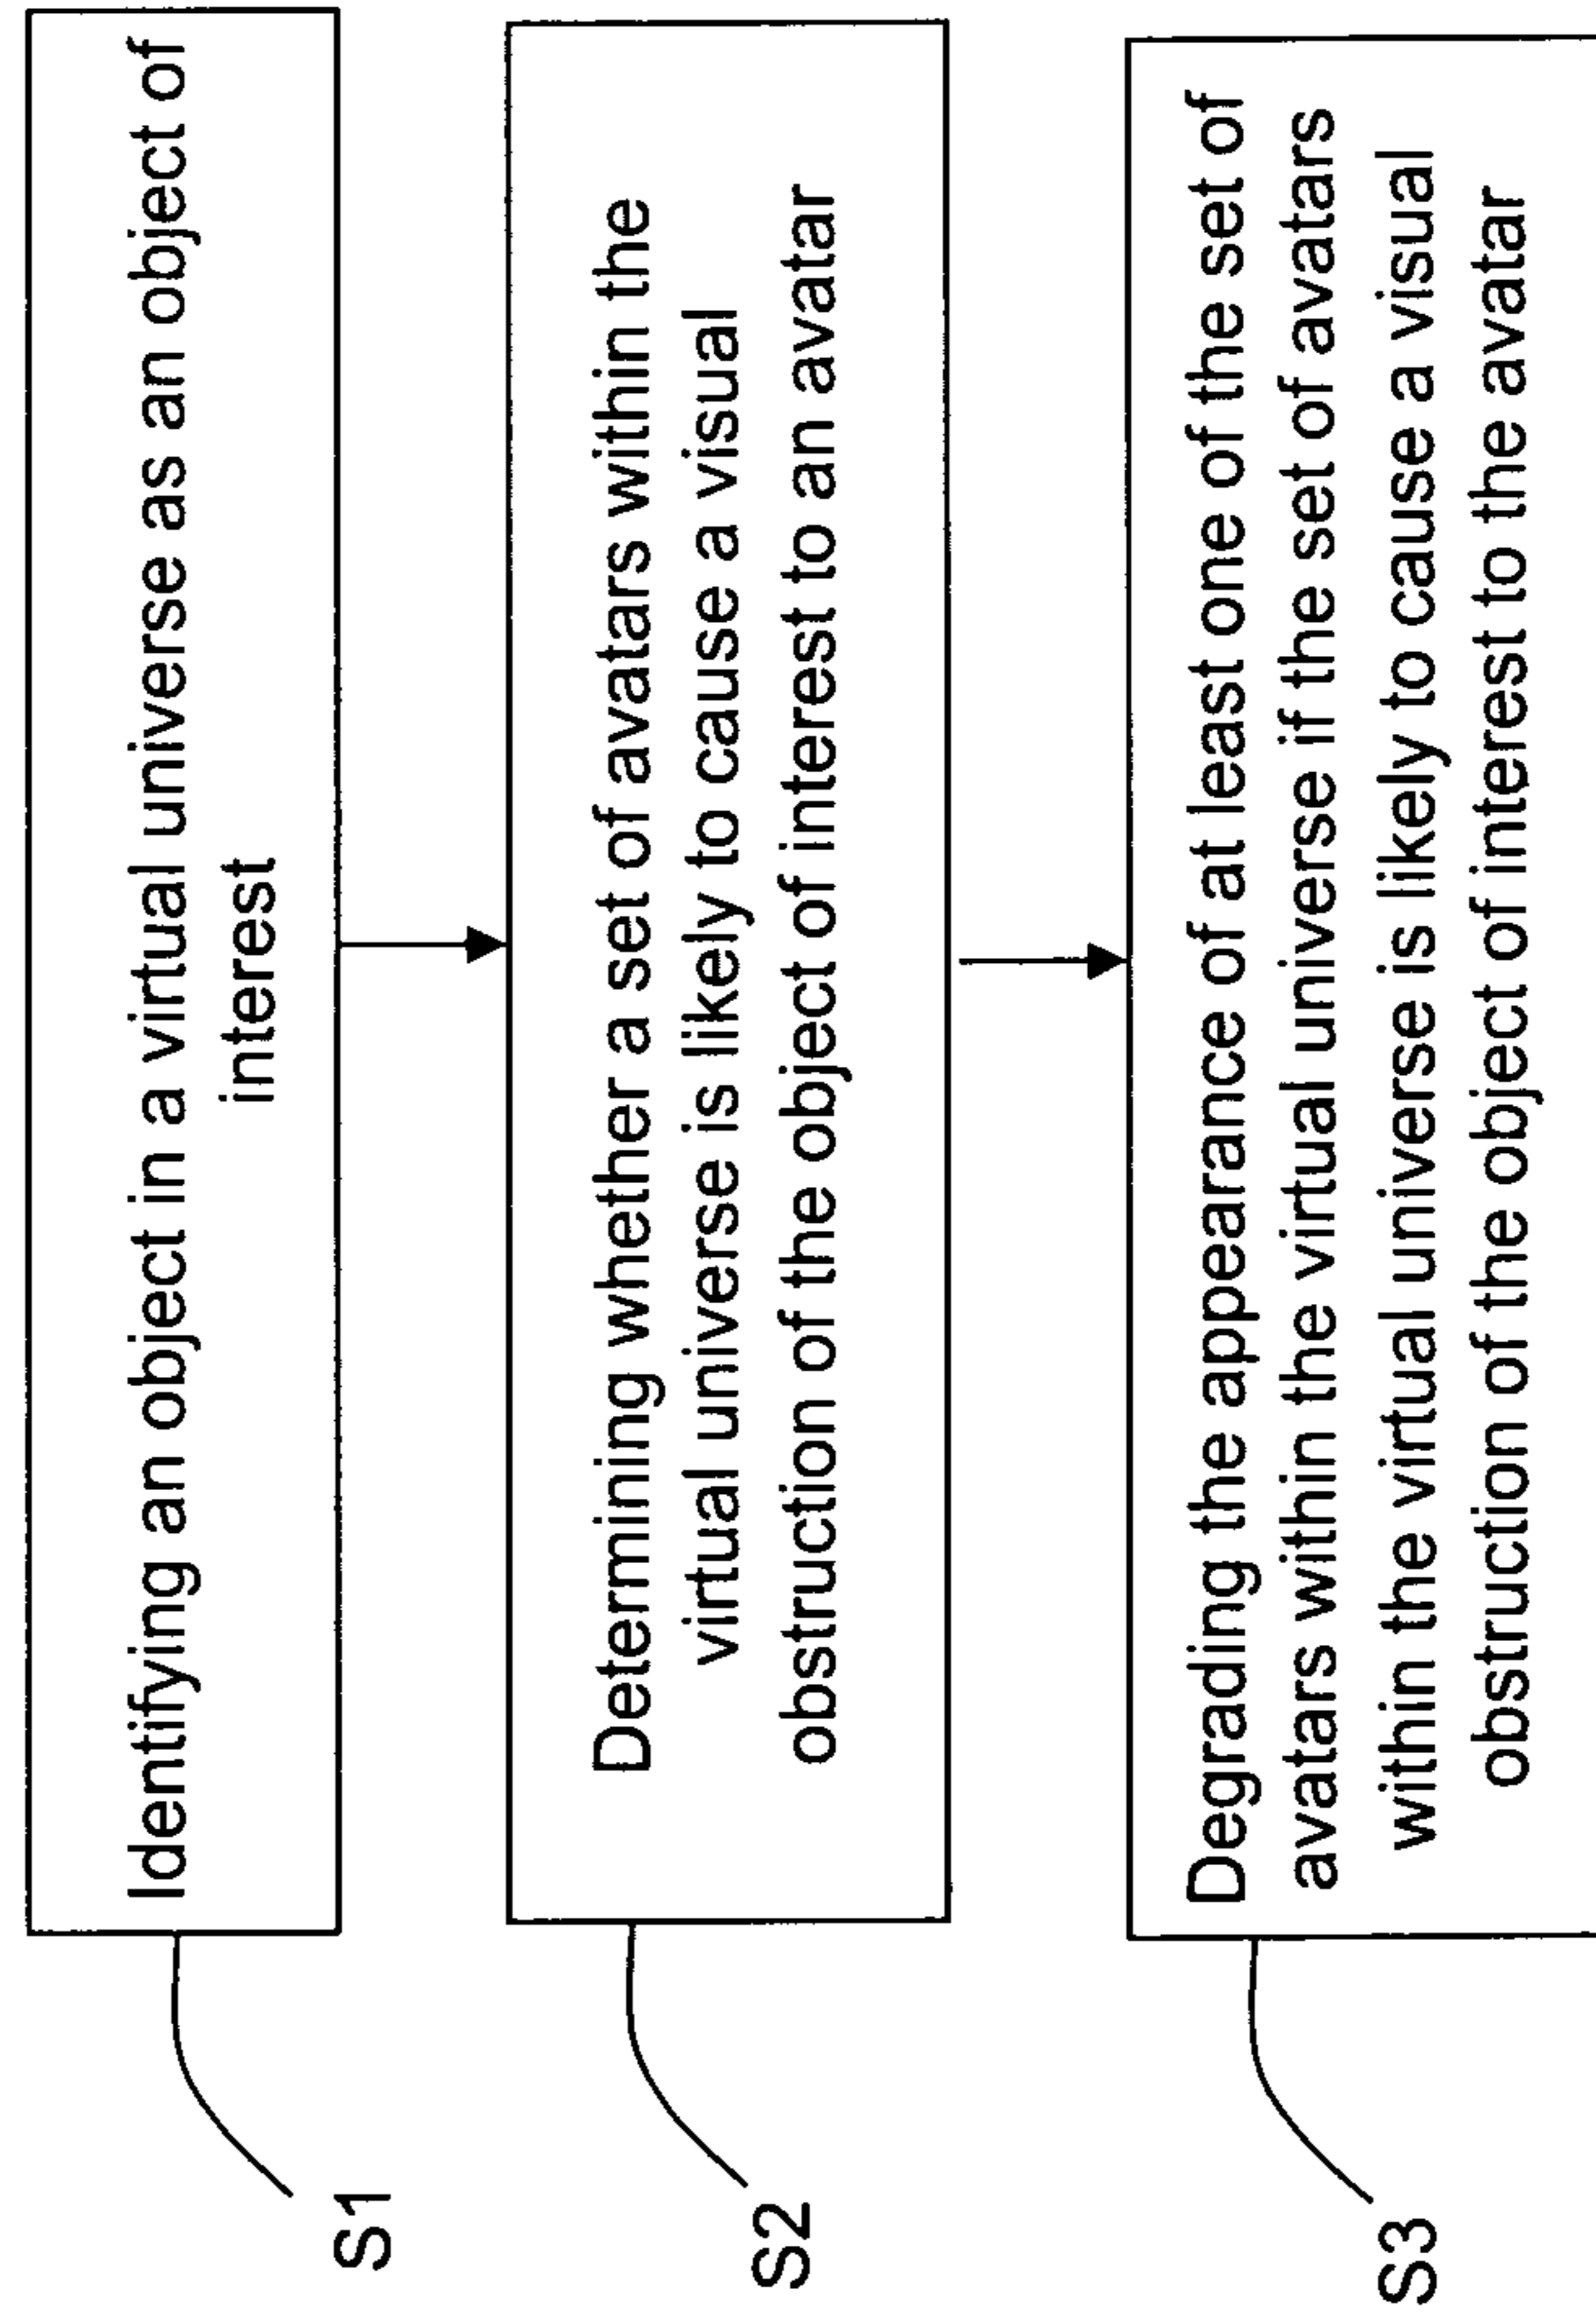 Identifying an object in a virtual universe as an object of
interest
S1
Determining whether a set of avatars within the
virtual universe is likely to cause a visual
obstruction of the object of interest to an avatar
S2
Degrading the appearance of at least one of the set of
avatars within the virtual universe if the set of avatars
within the virtual universe is likely to cause a visual
obstruction of the object of interest to the avatar
S3